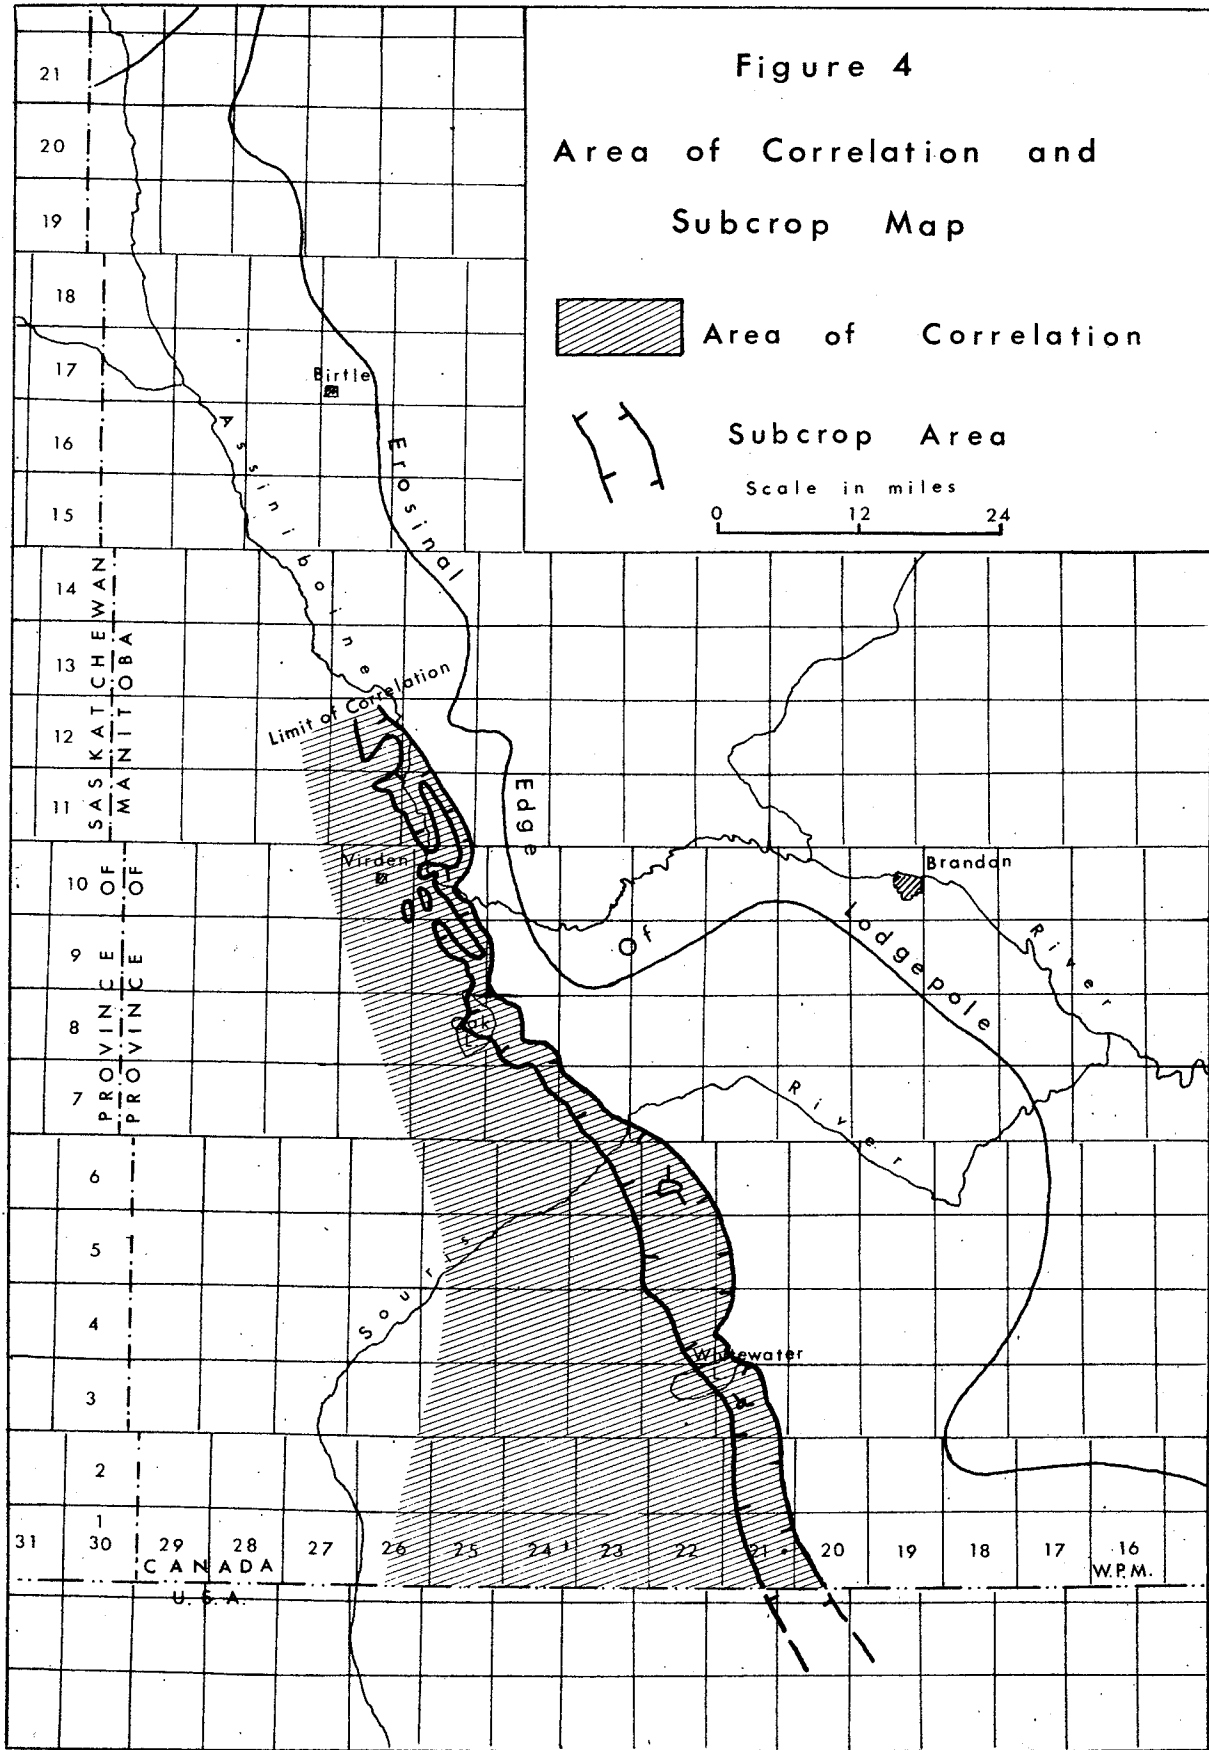 Figure 4
Area of Correlation and
Subcrop Map
Area of Correlation
Subcrop Area
Scale in miles
0 12 24
21
20
19
18
17
16
15
14
13
12
11
10
9
8
7
6
5
4
3
2
1
31 30 29 28 27 26 25 24 23 22 21 20 19 18 17 16
W.P.M.
CANADA
U.S.A.
PROVINCE OF SASKATCHEWAN
PROVINCE OF MANITOBA
Birtle
Assiniboine
River
Erosinal Edge Of Lodgepole
Limit of Correlation
Virden
Brandon
Oak
L
Souris
River
Whitewater
L